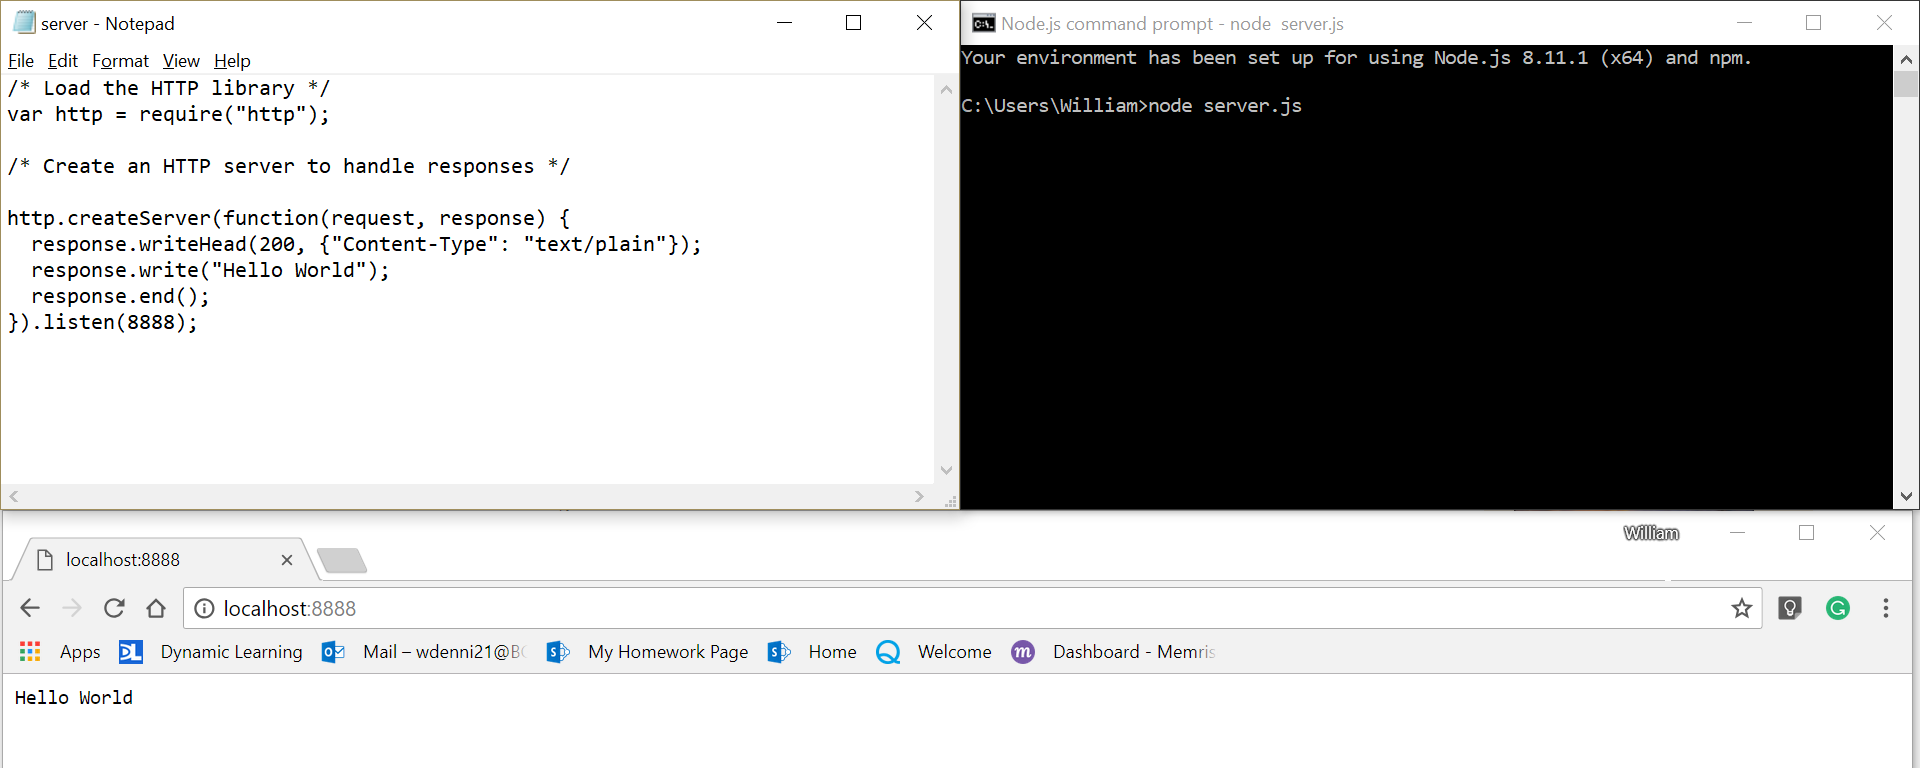 server - Notepad
File Edit Format View Help
/* Load the HTTP library */
var http = require("http");
/* Create an HTTP server to handle responses */
http.createServer(function(request, response) {
  response.writeHead(200, {"Content-Type": "text/plain"});
  response.write("Hello World");
  response.end();
}).listen(8888);
Node.js command prompt - node  server.js
Your environment has been set up for using Node.js 8.11.1 (x64) and npm.
C:\Users\William>node server.js
William
localhost:8888
localhost:8888
Apps DL Dynamic Learning Mail – wdenni21@B My Homework Page Home Welcome m Dashboard - Memris
Hello World